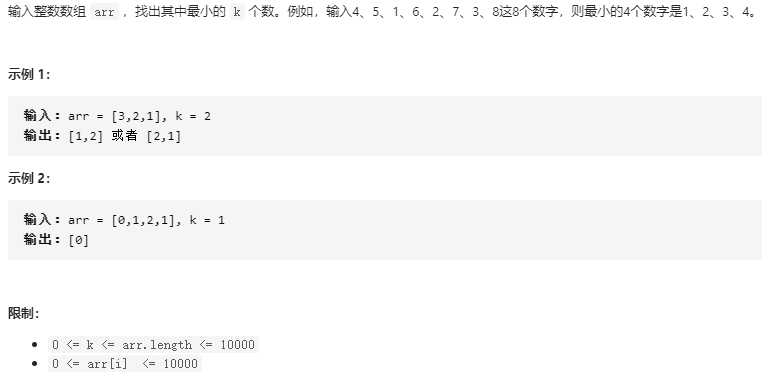 输入整数数组 arr ，找出其中最小的 k 个数。例如，输入4、5、1、6、2、7、3、8这8个数字，则最小的4个数字是1、2、3、4。
示例 1：
输入：arr = [3,2,1], k = 2
输出：[1,2] 或者 [2,1]
示例 2：
输入：arr = [0,1,2,1], k = 1
输出：[0]
限制：
0 <= k <= arr.length <= 10000
0 <= arr[i] <= 10000